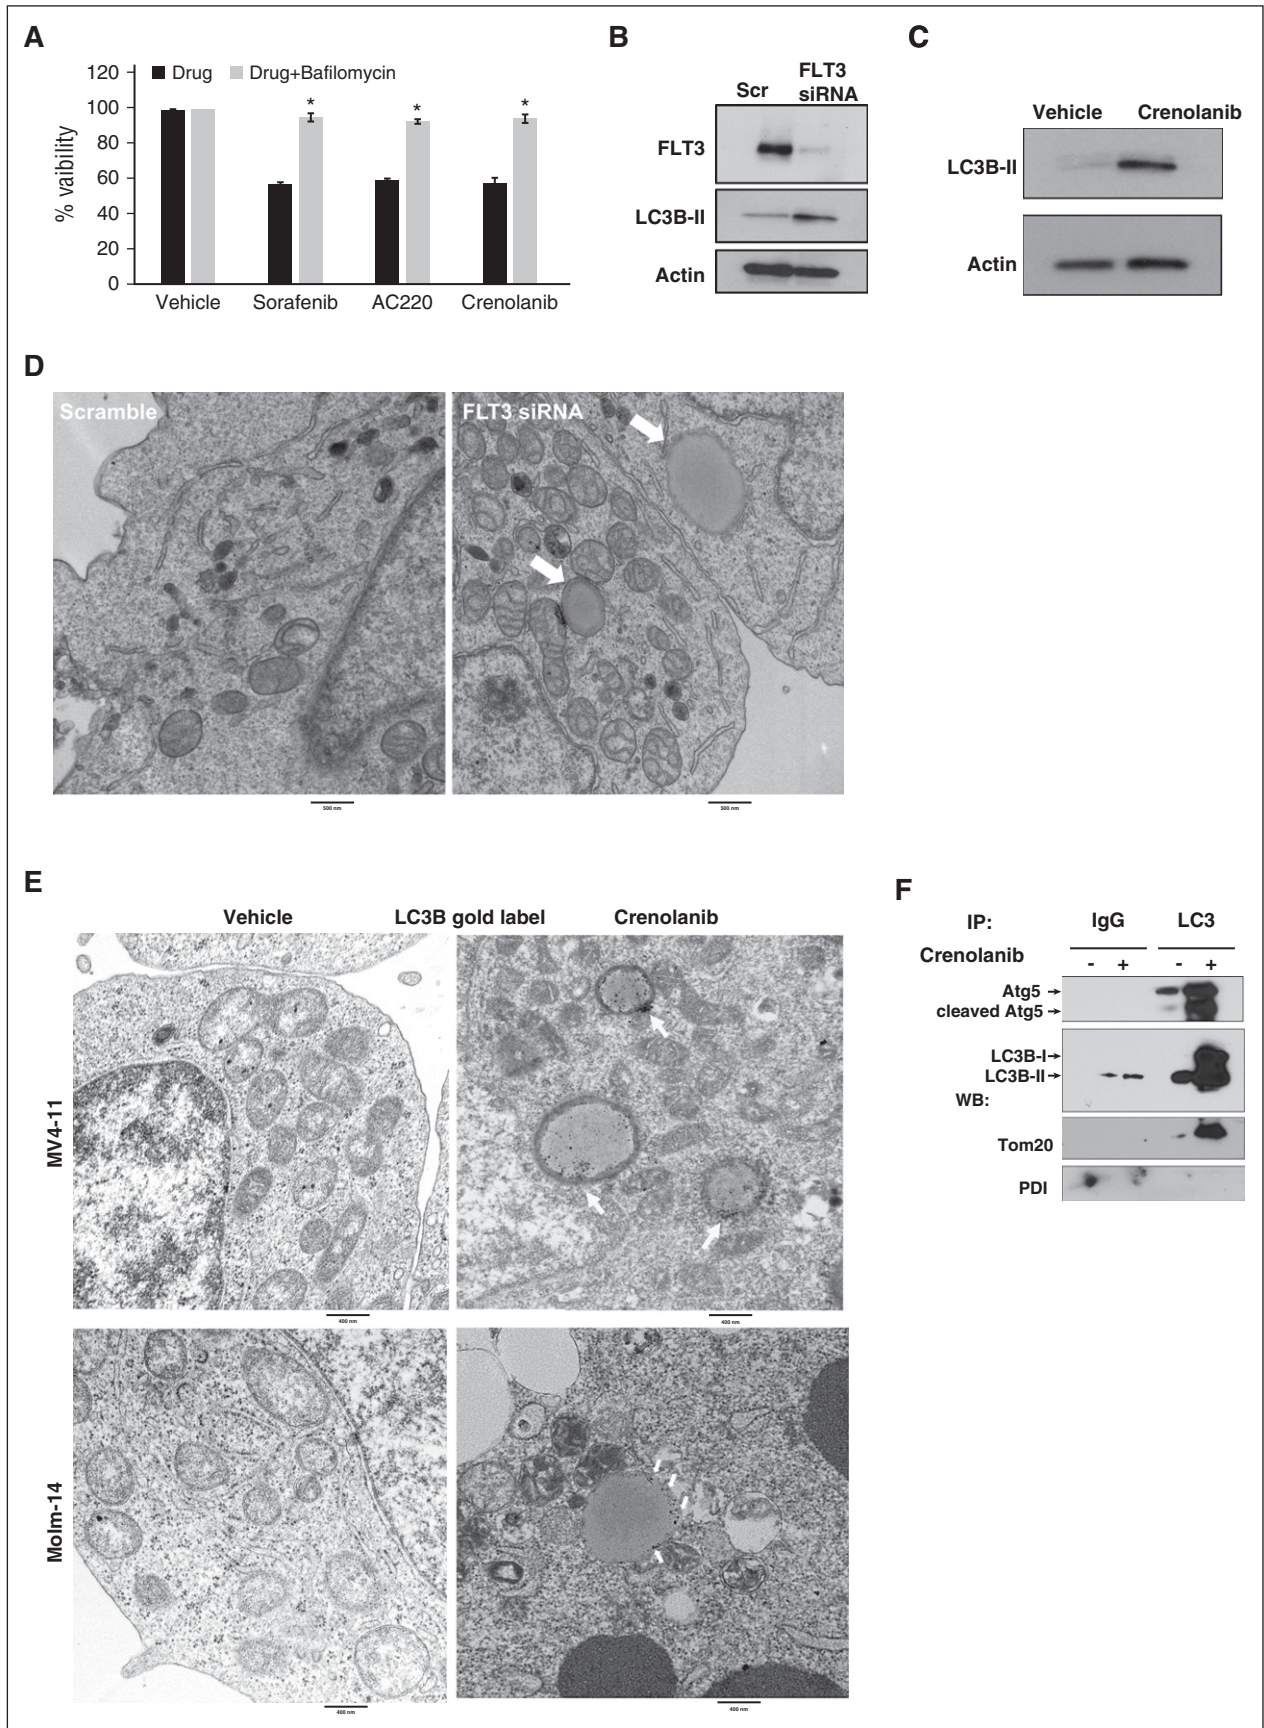 A
120
Drug
Drug+Bafilomycin
100
80
60
40
20
0
% vaibility
*
*
*
Vehicle
Sorafenib
AC220
Crenolanib
B
Scr
FLT3
siRNA
FLT3
LC3B-II
Actin
C
Vehicle
Crenolanib
LC3B-II
Actin
D
Scramble
FLT3 siRNA
500 nm
500 nm
E
Vehicle
LC3B gold label
Crenolanib
MV4-11
400 nm
400 nm
Molm-14
400 nm
400 nm
F
IP:
IgG
LC3
Crenolanib
- + - +
Atg5
cleaved Atg5
LC3B-I
LC3B-II
WB:
Tom20
PDI